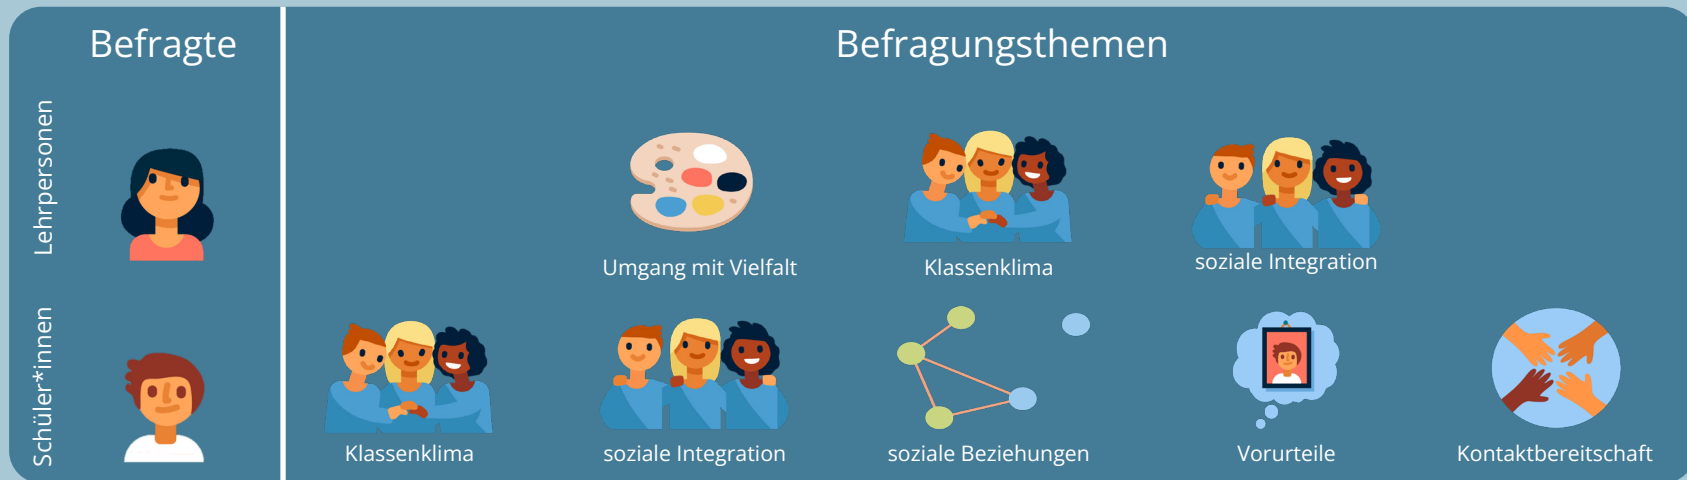 Befragte
Befragungsthemen
Lehrpersonen
Umgang mit Vielfalt
Klassenklima
soziale Integration
Schüler*innen
Klassenklima
soziale Integration
soziale Beziehungen
Vorurteile
Kontaktbereitschaft